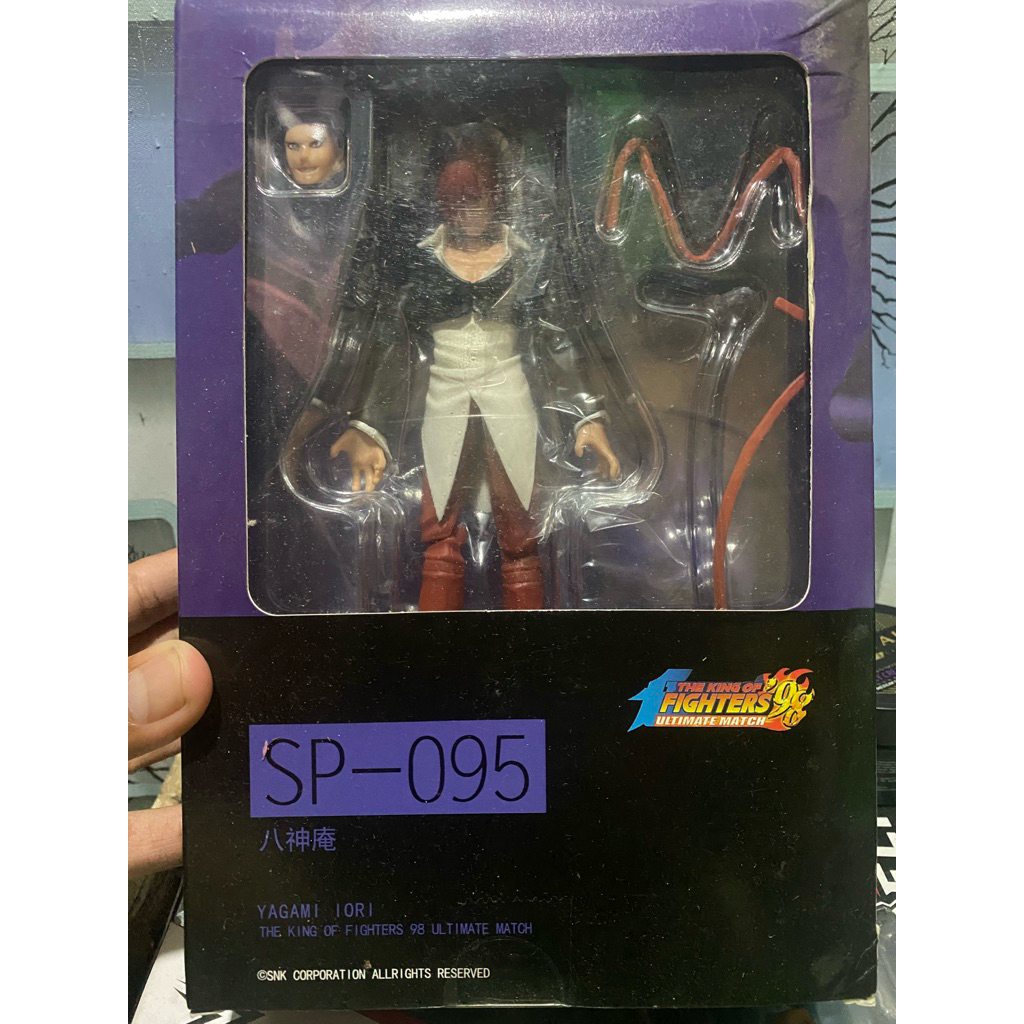 THE KING OF
FIGHTERS 98
ULTIMATE MATCH
SP-095
八神庵
YAGAMI IORI
THE KING OF FIGHTERS 98 ULTIMATE MATCH
©SNK CORPORATION ALLRIGHTS RESERVED